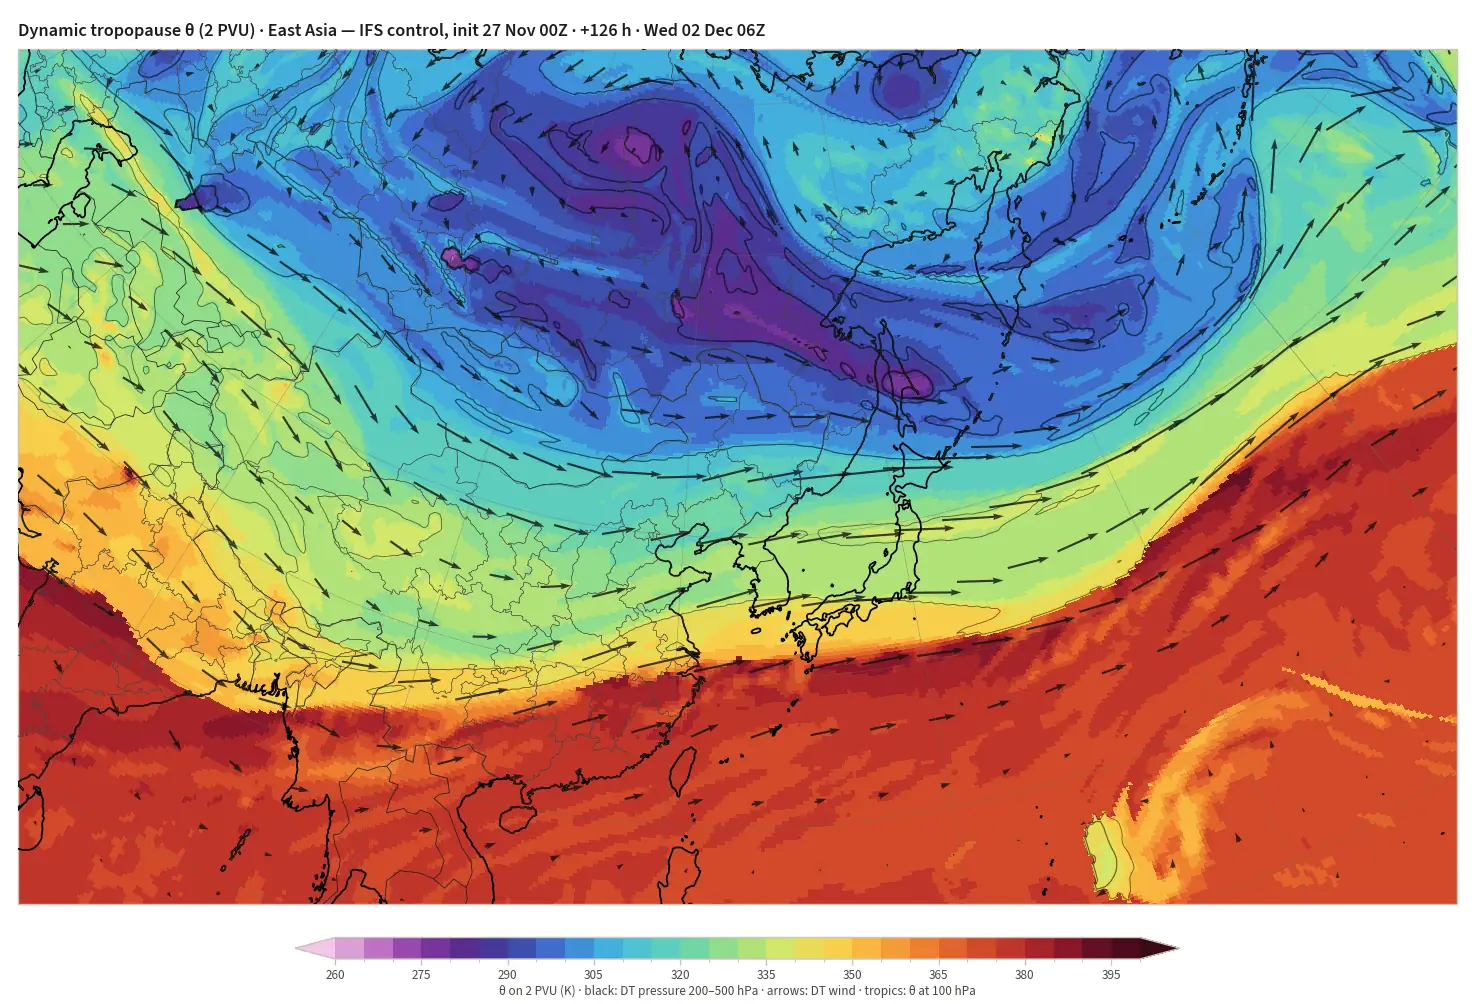 Dynamic tropopause θ (2 PVU) · East Asia — IFS control, init 27 Nov 00Z · +126 h · Wed 02 Dec 06Z
260 275 290 305 320 335 350 365 380 395
θ on 2 PVU (K) · black: DT pressure 200–500 hPa · arrows: DT wind · tropics: θ at 100 hPa